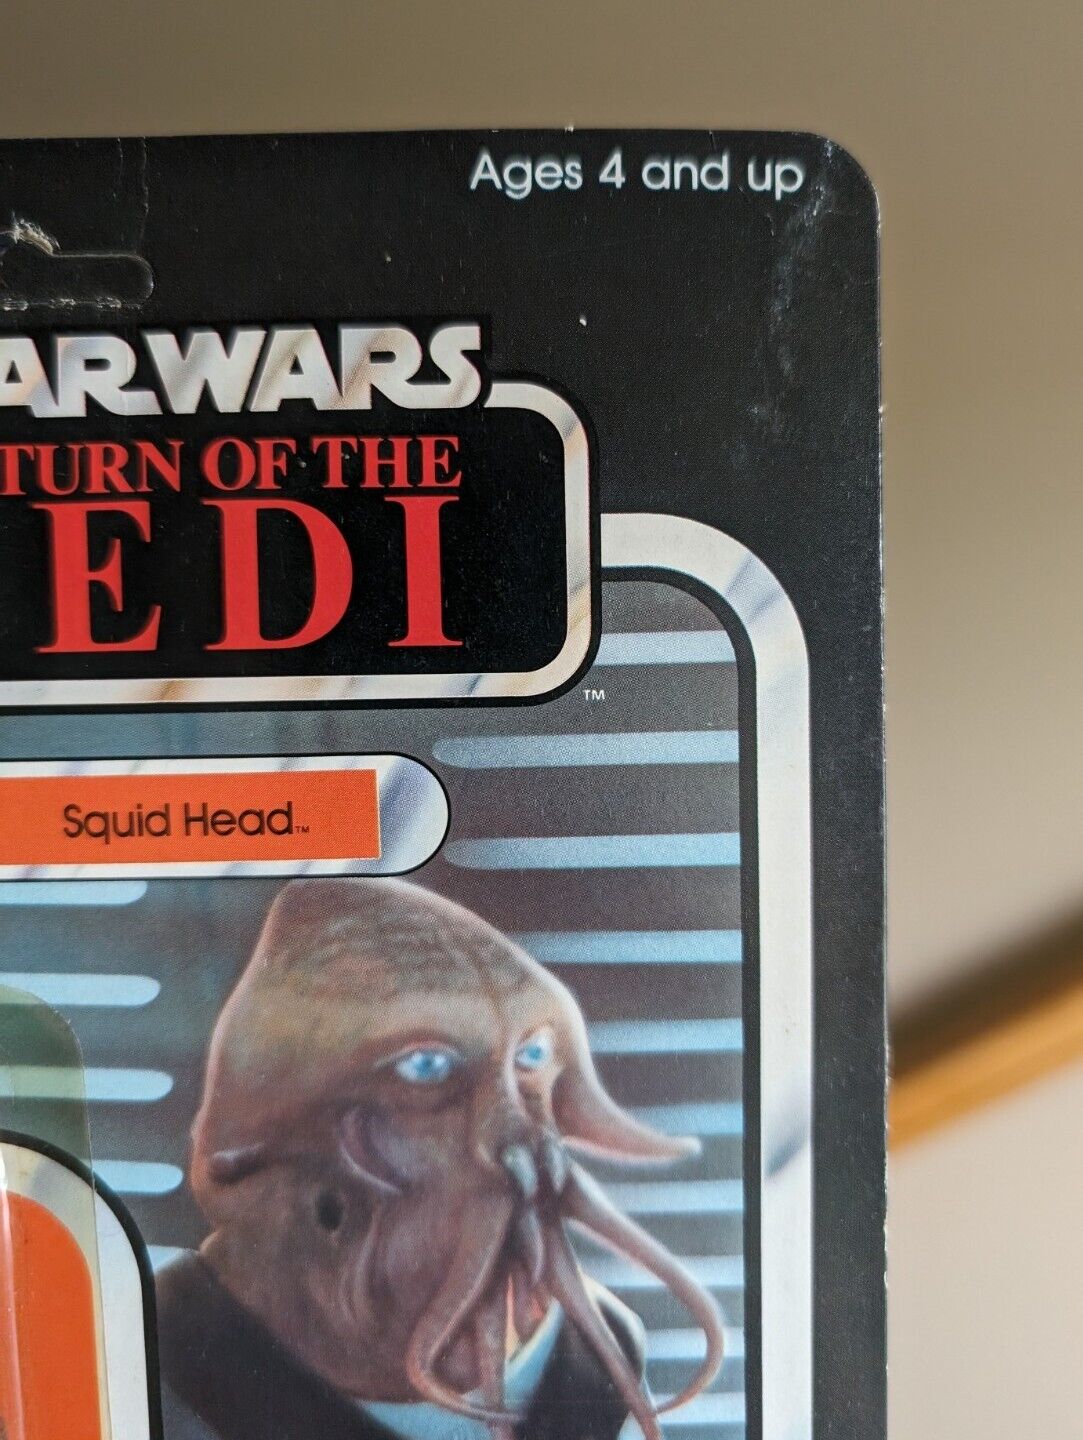 Ages 4 and up
ARWARS
TURN OF THE
EDI
TM
Squid Head™